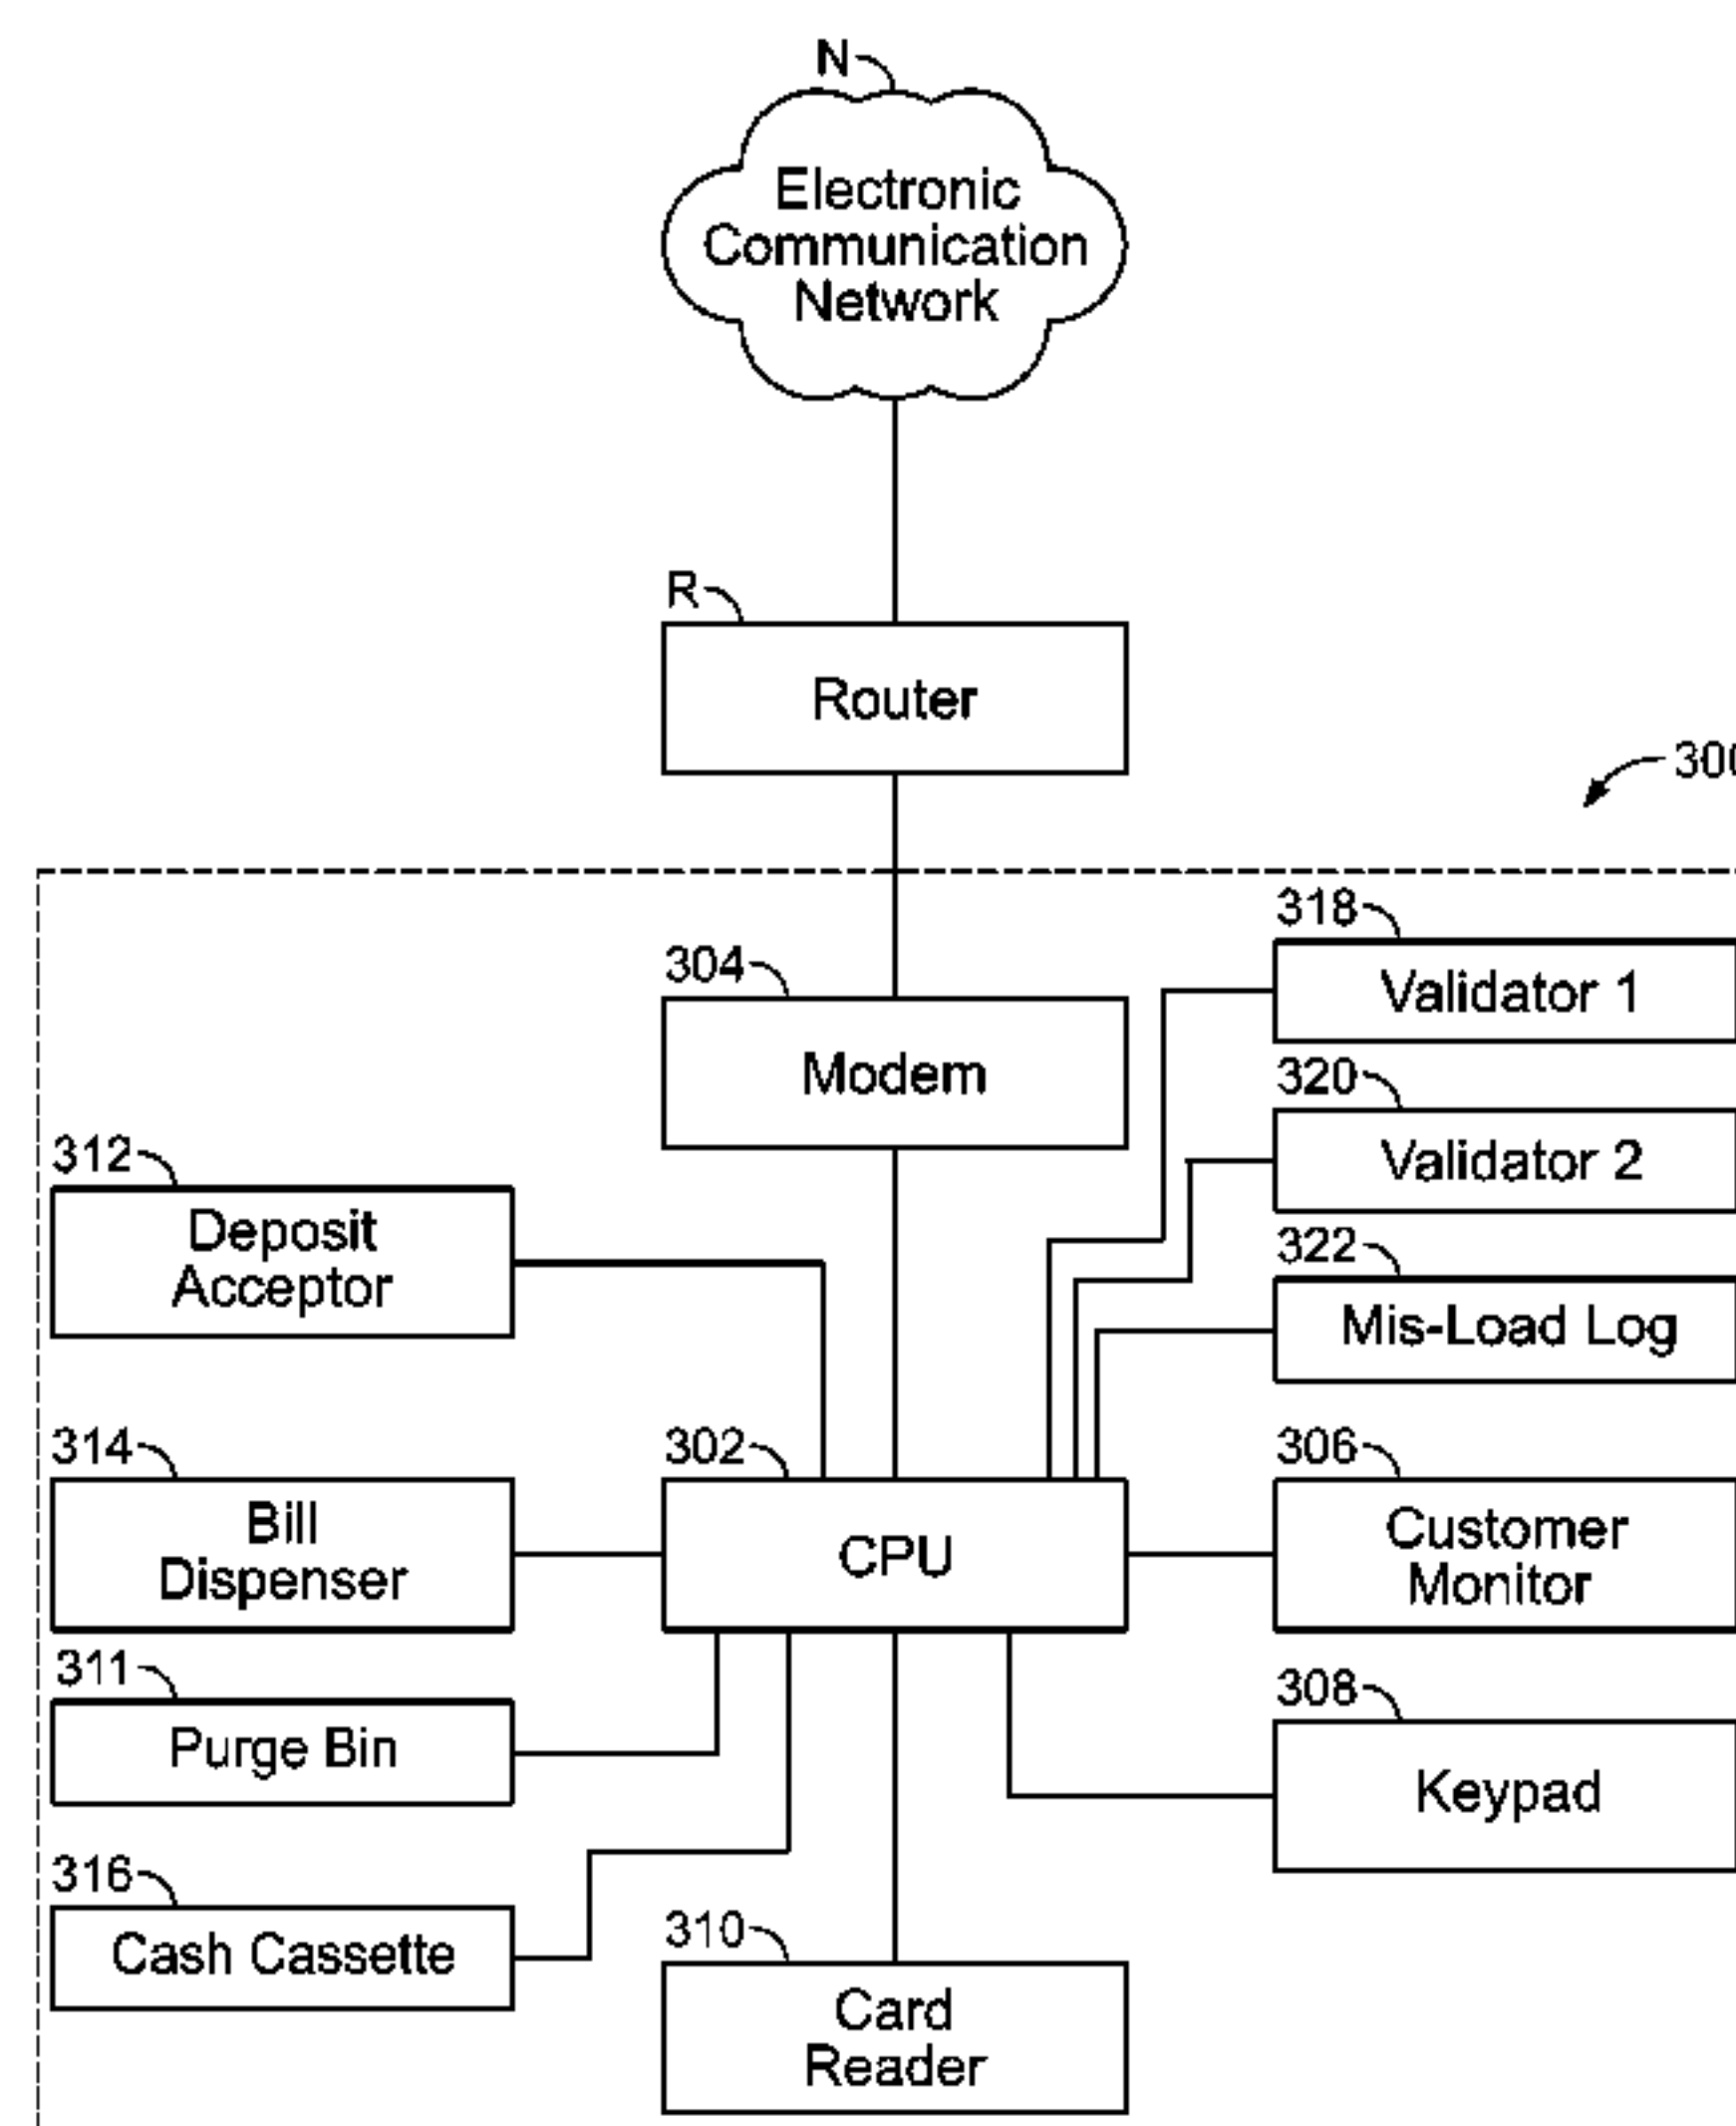 N
Electronic
Communication
Network
R
Router
300
318
304
Validator 1
Modem
320
312
Validator 2
Deposit
Acceptor
322
Mis-Load Log
314
302
306
Bill
Dispenser
CPU
Customer
Monitor
311
308
Purge Bin
Keypad
316
310
Cash Cassette
Card
Reader